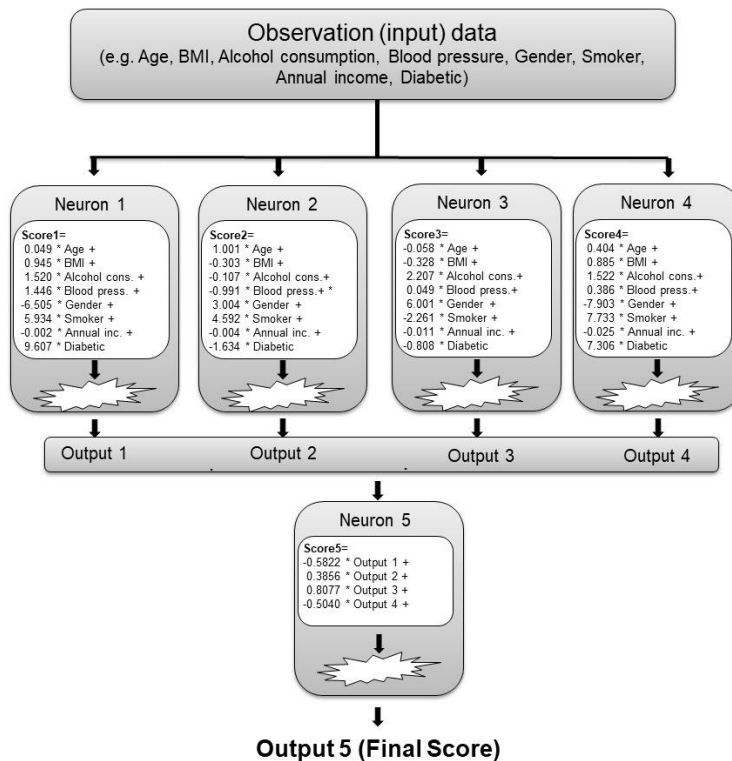 Observation (input) data
(e.g. Age, BMI, Alcohol consumption, Blood pressure, Gender, Smoker,
Annual income, Diabetic)
Neuron 1
Score1=
0.049 * Age +
0.945 * BMI +
1.520 * Alcohol cons. +
1.446 * Blood press. +
-6.505 * Gender +
5.934 * Smoker +
-0.002 * Annual inc. +
9.607 * Diabetic
Neuron 2
Score2=
1.001 * Age +
-0.303 * BMI +
-0.107 * Alcohol cons.+
-0.991 * Blood press.+ *
3.004 * Gender +
4.592 * Smoker +
-0.004 * Annual inc. +
-1.634 * Diabetic
Neuron 3
Score3=
-0.058 * Age +
-0.328 * BMI +
2.207 * Alcohol cons. +
0.049 * Blood press.+
6.001 * Gender +
-2.261 * Smoker +
-0.011 * Annual inc. +
-0.808 * Diabetic
Neuron 4
Score4=
0.404 * Age +
0.885 * BMI +
1.522 * Alcohol cons. +
0.386 * Blood press.+
-7.903 * Gender +
7.733 * Smoker +
-0.025 * Annual inc. +
7.306 * Diabetic
Output 1
Output 2
Output 3
Output 4
Neuron 5
Score5=
-0.5822 * Output 1 +
0.3856 * Output 2 +
0.8077 * Output 3 +
-0.5040 * Output 4 +
Output 5 (Final Score)